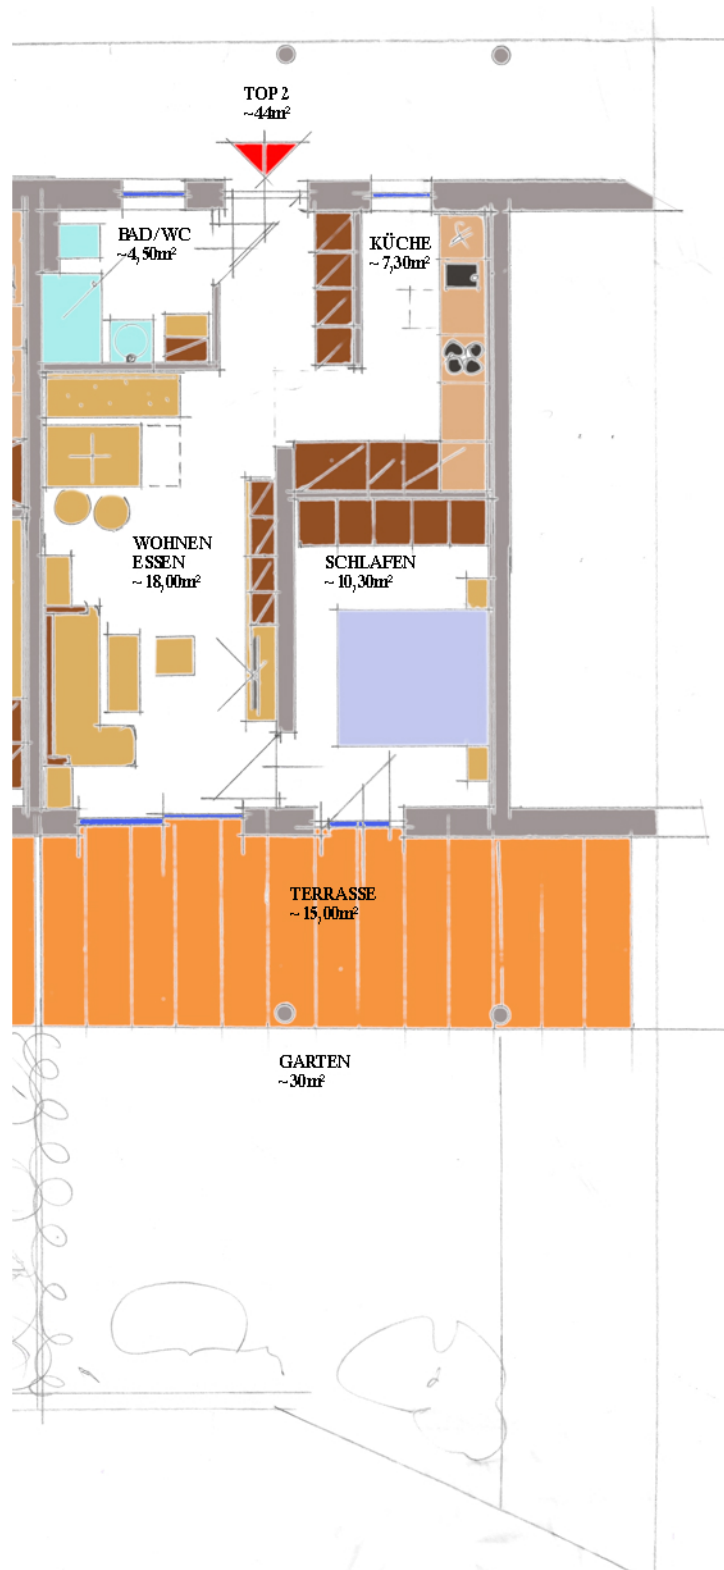 TOP 2
~44m²
BAD/WC
~4,50m²
KÜCHE
~7,30m²
WOHNEN
ESSEN
~18,00m²
SCHLAFEN
~10,30m²
TERRASSE
~15,00m²
GARTEN
~30m²